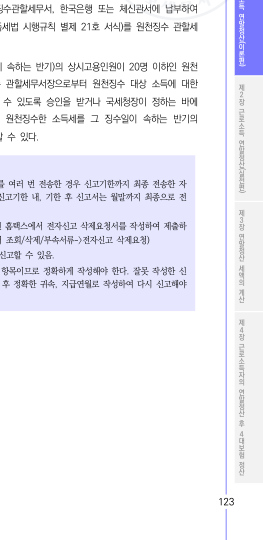 징수관할세무서, 한국은행 또는 체신관서에 납부하여
득세법 시행규칙 별제 21호 서식)를 원천징수 관할세
이 속하는 반기)의 상시고용인원이 20명 이하인 원천
관할세무서장으로부터 원천징수 대상 소득에 대한
수 있도록 승인을 받거나 국세청장이 정하는 바에
원천징수한 소득세를 그 징수일이 속하는 반기의
할 수 있다.
를 여러 번 전송한 경우 신고기한까지 최종 전송한 자
신고기한 내, 기한 후 신고서는 월말까지 최종으로 전
 홈택스에서 전자신고 삭제요청서를 작성하여 제출하
 조회/삭제/부속서류->전자신고 삭제요청)
신고할 수 있음.
 항목이므로 정확하게 작성해야 한다. 잘못 작성한 신
 후 정확한 귀속, 지급연월로 작성하여 다시 신고해야
득 연말정산(이론편)
제2장 근로소득 연말정산(실전편)
제3장 연말정산 세액의 계산
제4장 근로소득자의 연말정산 후 4대보험 정산
123